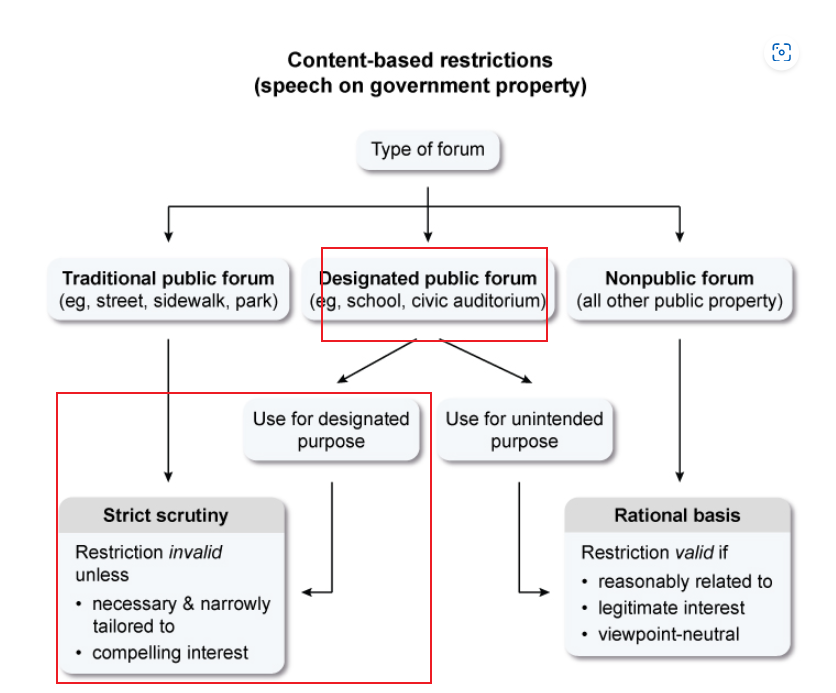 Content-based restrictions
(speech on government property)
Type of forum
Traditional public forum
(eg, street, sidewalk, park)
Designated public forum
(eg, school, civic auditorium)
Nonpublic forum
(all other public property)
Use for designated
purpose
Use for unintended
purpose
Strict scrutiny
Restriction invalid
unless
• necessary & narrowly
tailored to
• compelling interest
Rational basis
Restriction valid if
• reasonably related to
• legitimate interest
• viewpoint-neutral